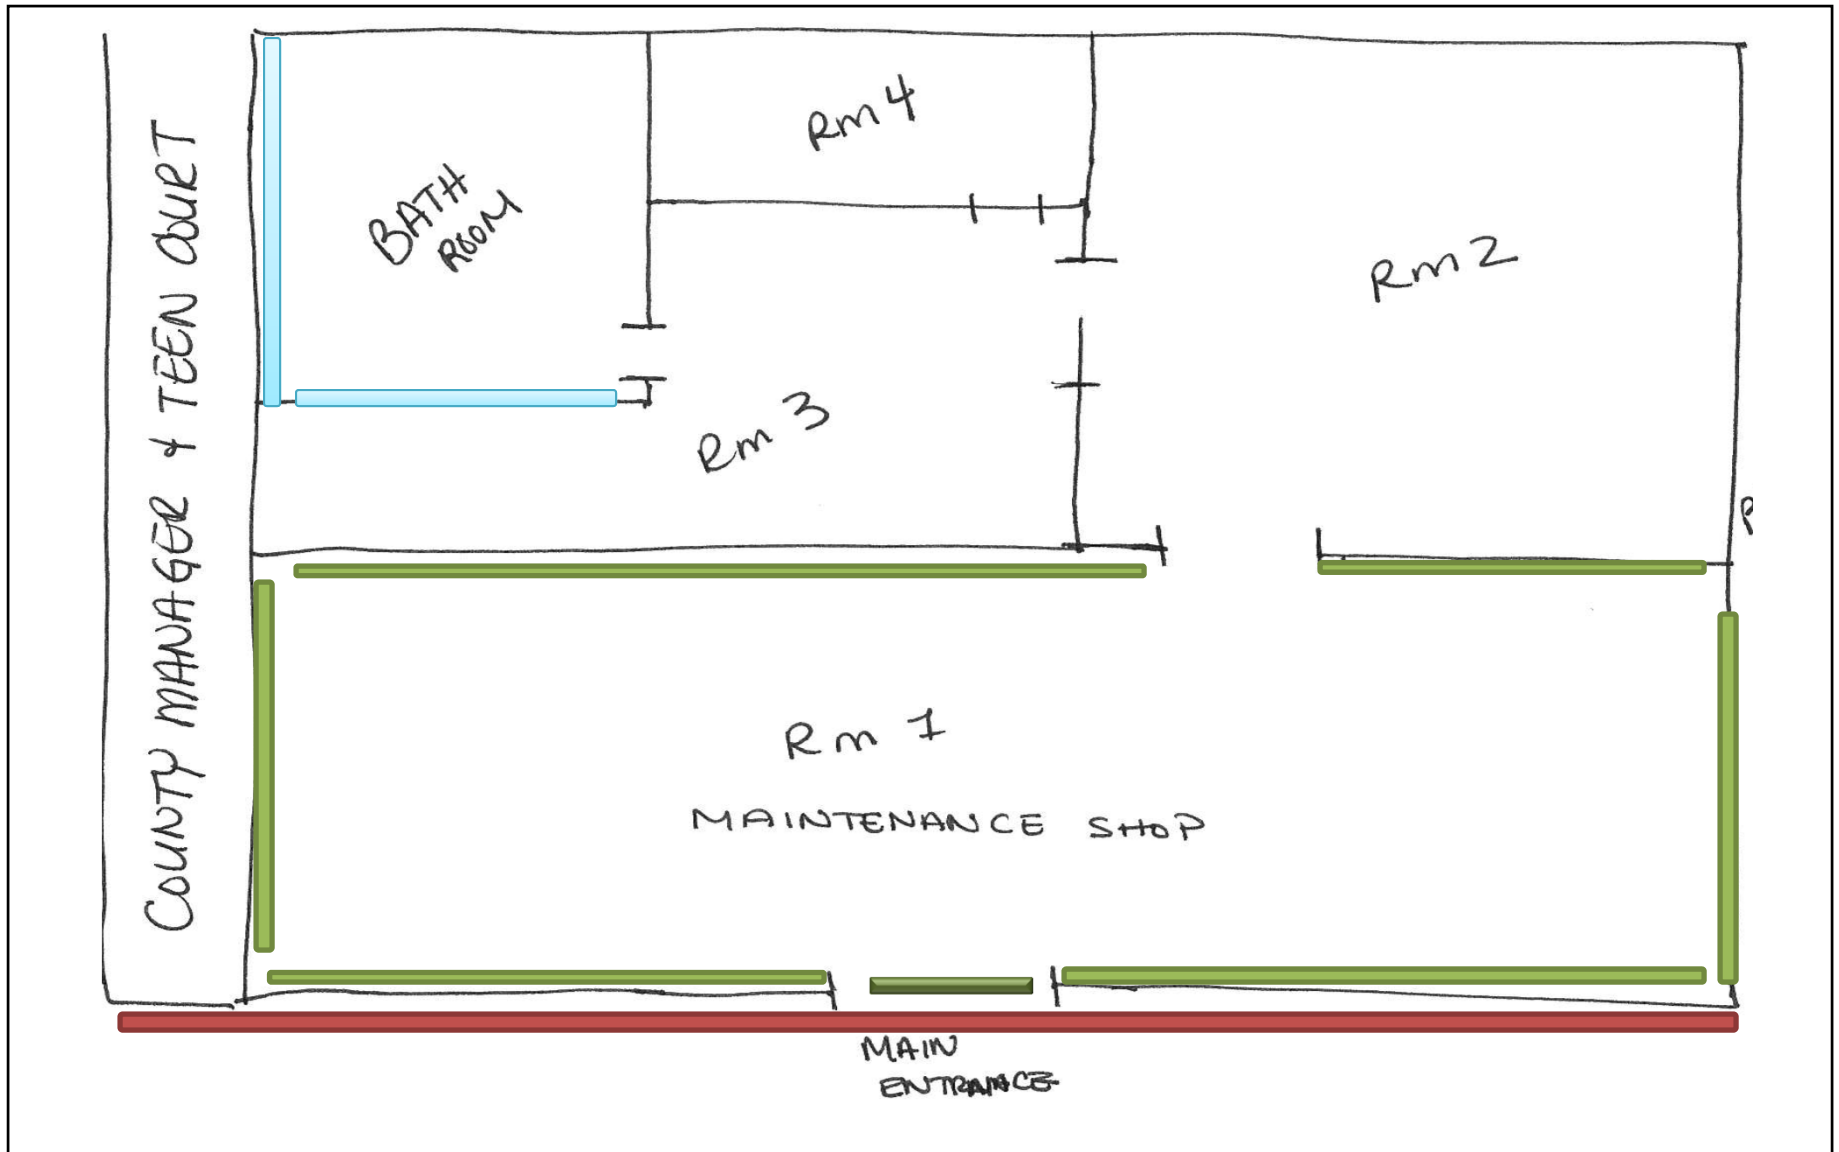 COUNTY MANAGER & TEEN COURT
BATH
ROOM
Rm 4
Rm 2
Rm 3
R
Rm 1
MAINTENANCE SHOP
MAIN
ENTRANCE